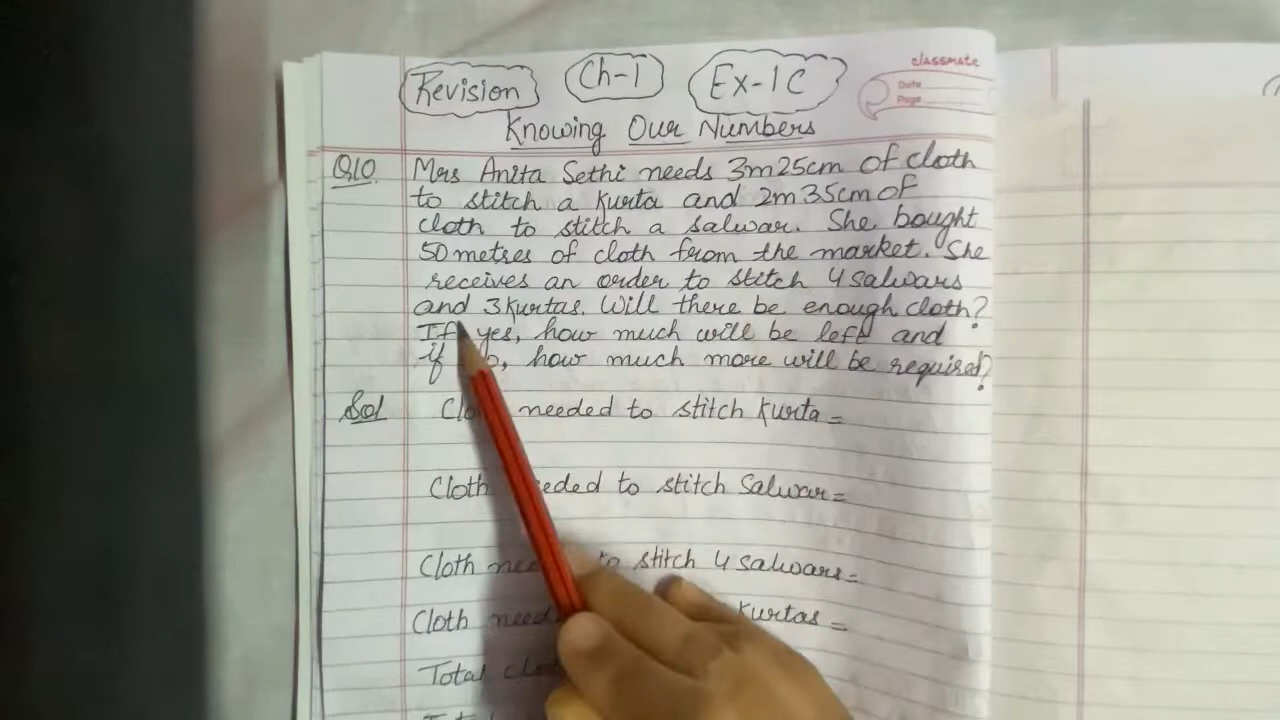 Revision Ch-1 Ex-1C
classmate
Date
Page
Knowing Our Numbers
Q10 Mrs Anita Sethi needs 3m25cm of cloth
to stitch a Kurta and 2m35cm of
cloth to stitch a salwar. She bought
50 metres of cloth from the market. She
receives an order to stitch 4 salwars
and 3 Kurtas. Will there be enough cloth?
If yes, how much will be left and
if, how much more will be required?
Sol needed to stitch Kurta =
Cloth to stitch Salwar =
Cloth to stitch 4 salwars =
Cloth Kurtas =
Total